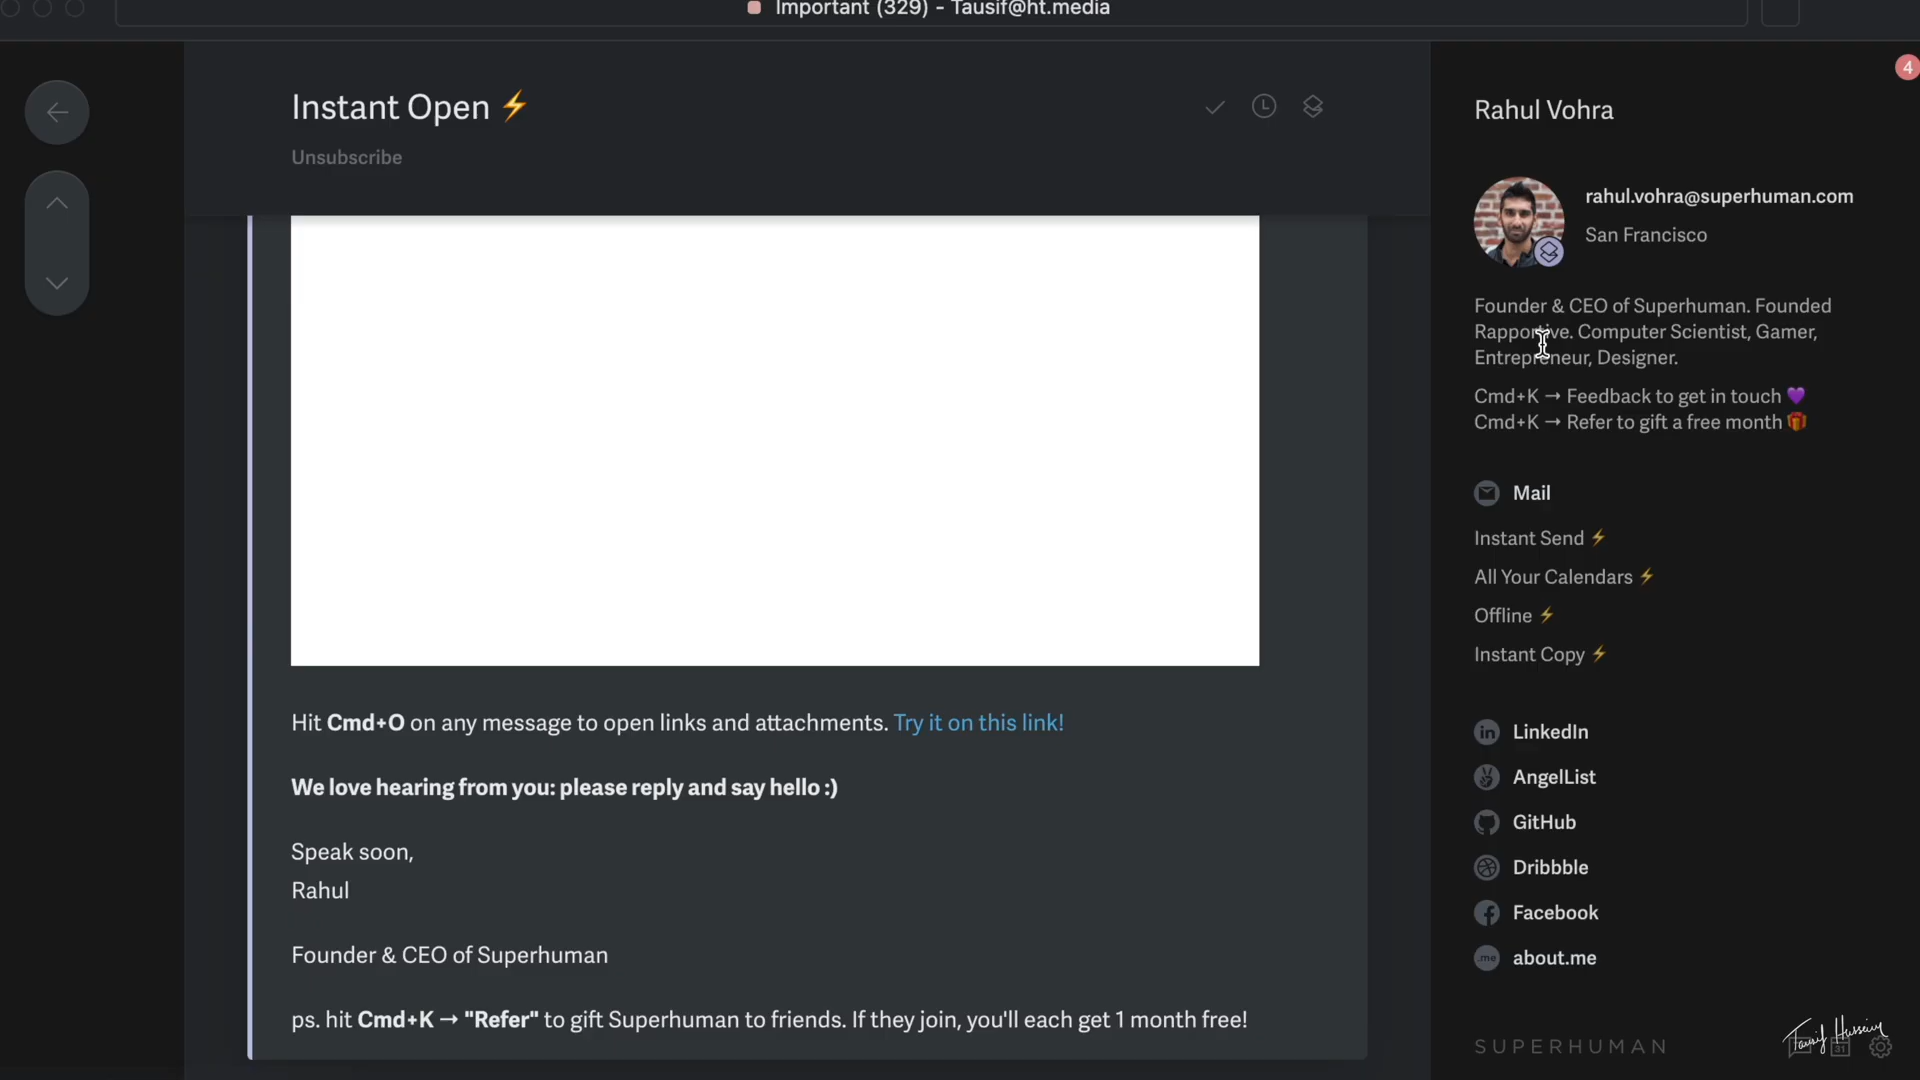 Important (329) - Tausif@ht.media
4
Instant Open ⚡
Unsubscribe
Hit Cmd+O on any message to open links and attachments. Try it on this link!
We love hearing from you: please reply and say hello :)
Speak soon,
Rahul
Founder & CEO of Superhuman
ps. hit Cmd+K → "Refer" to gift Superhuman to friends. If they join, you'll each get 1 month free!
Rahul Vohra
rahul.vohra@superhuman.com
San Francisco
Founder & CEO of Superhuman. Founded
Rapportive. Computer Scientist, Gamer,
Entrepreneur, Designer.
Cmd+K → Feedback to get in touch 💜
Cmd+K → Refer to gift a free month 🎁
Mail
Instant Send ⚡
All Your Calendars ⚡
Offline ⚡
Instant Copy ⚡
in LinkedIn
AngelList
GitHub
Dribbble
Facebook
.me about.me
SUPERHUMAN
Tausif Hussain
31